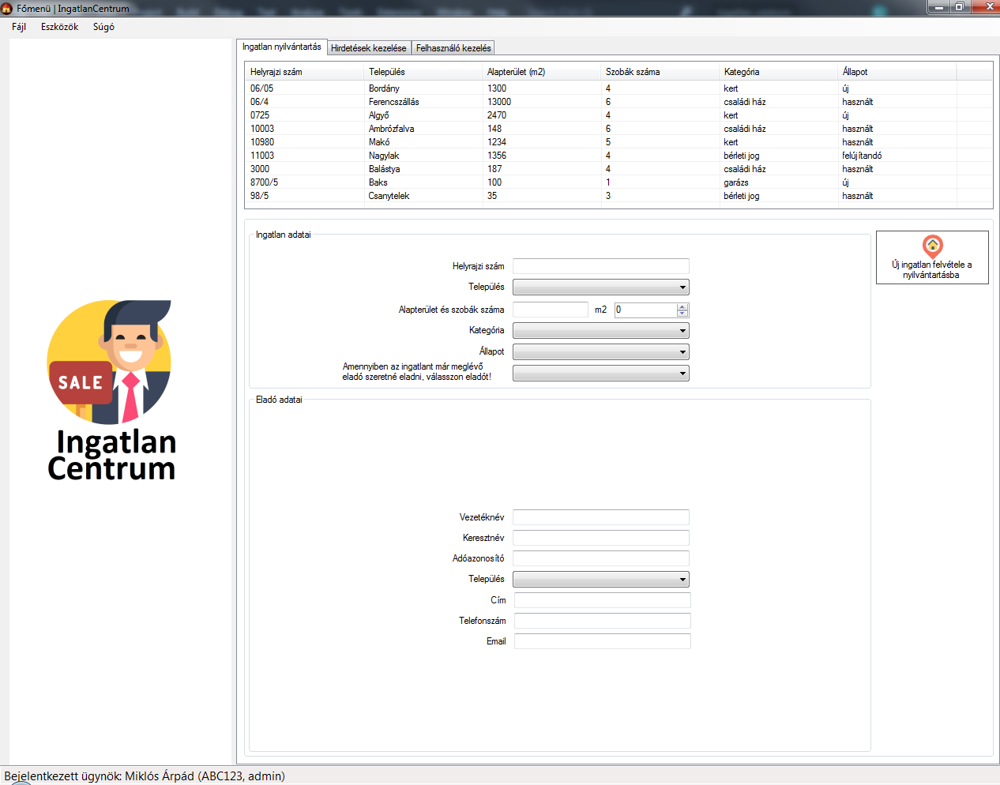 Főmenü | IngatlanCentrum
Fájl Eszközök Súgó
Ingatlan nyilvántartás Hirdetések kezelése Felhasználó kezelés
Helyrajzi szám Település Alapterület (m2) Szobák száma Kategória Állapot
06/05 Bordány 1300 4 kert új
06/4 Ferencszállás 13000 6 családi ház használt
0725 Algyő 2470 4 kert új
10003 Ambrózfalva 148 6 családi ház használt
10980 Makó 1234 5 kert használt
11003 Nagylak 1356 4 bérleti jog felújítandó
3000 Balástya 187 4 családi ház használt
8700/5 Baks 100 1 garázs új
98/5 Csanytelek 35 3 bérleti jog használt
Ingatlan adatai
Helyrajzi szám
Település
Alapterület és szobák száma m2 0
Kategória
Állapot
Amennyiben az ingatlant már meglévő
eladó szeretné eladni, válasszon eladót!
Új ingatlan felvétele a
nyilvántartásba
Eladó adatai
Vezetéknév
Keresztnév
Adóazonosító
Település
Cím
Telefonszám
Email
SALE
Ingatlan
Centrum
Bejelentkezett ügynök: Miklós Árpád (ABC123, admin)